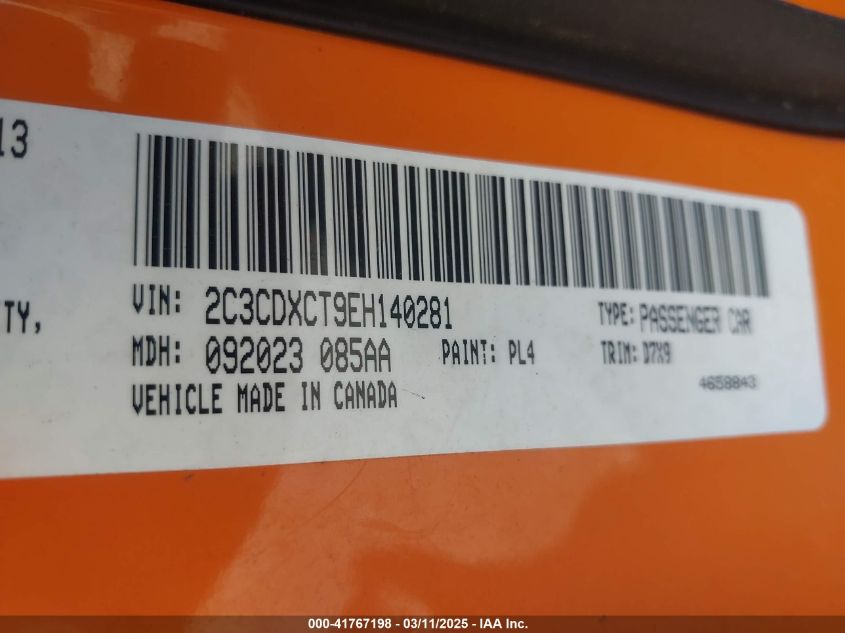 13
VIN: 2C3CDXCT9EH140281
TYPE: PASSENGER CAR
TY,
MDH: 092023 085AA
PAINT: PL4
TRIM: D7X9
VEHICLE MADE IN CANADA
4658843
000-41767198 - 03/11/2025 - IAA Inc.